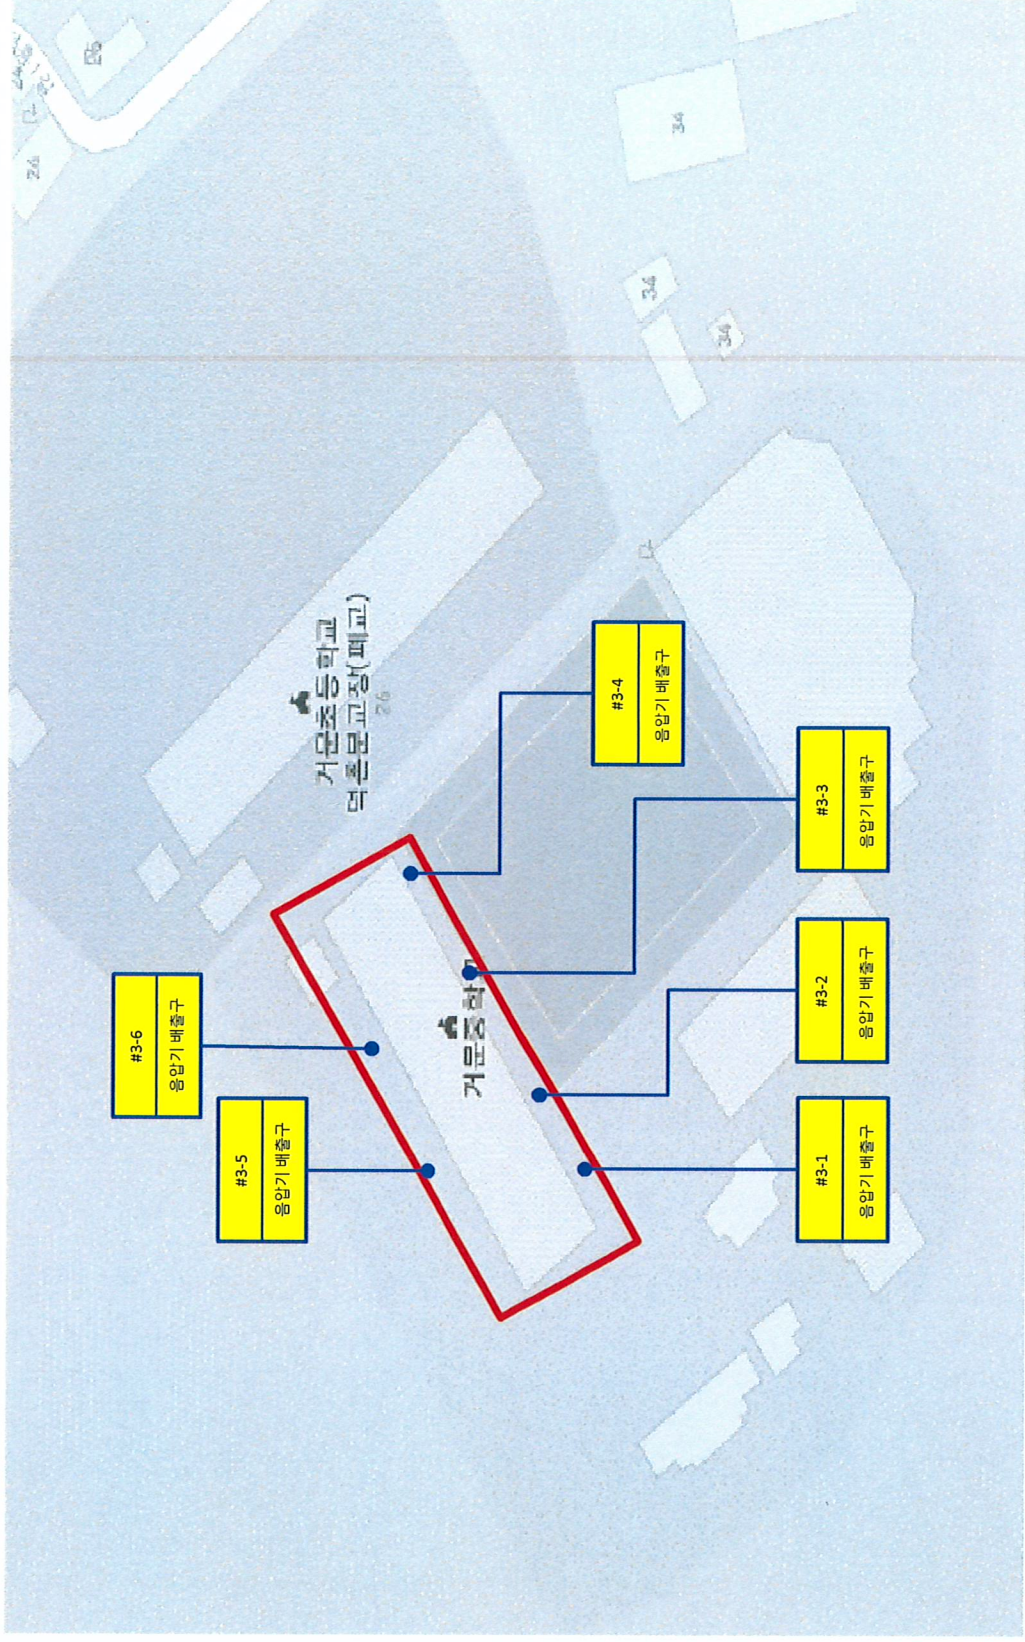 #3-6
음압기 배출구
#3-5
음압기 배출구
거문초등학교
덕촌분교장(폐교)
26
거문중학교
#3-4
음압기 배출구
#3-3
음압기 배출구
#3-2
음압기 배출구
#3-1
음압기 배출구
34
34
34
24